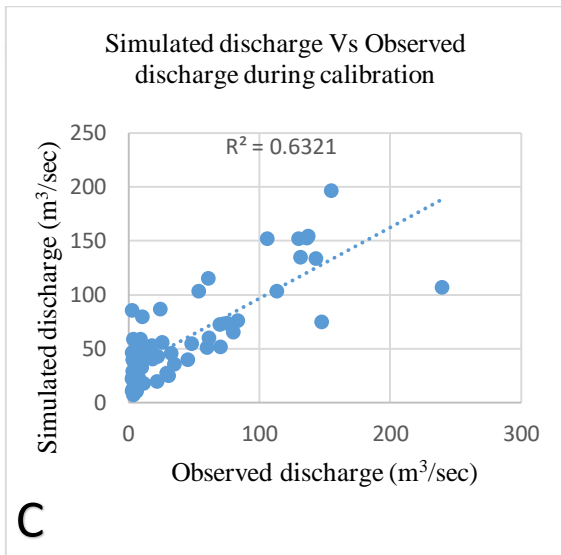 Simulated discharge Vs Observed
discharge during calibration
R² = 0.6321
250
200
150
100
50
0
0
100
200
300
Simulated discharge (m³/sec)
Observed discharge (m³/sec)
C